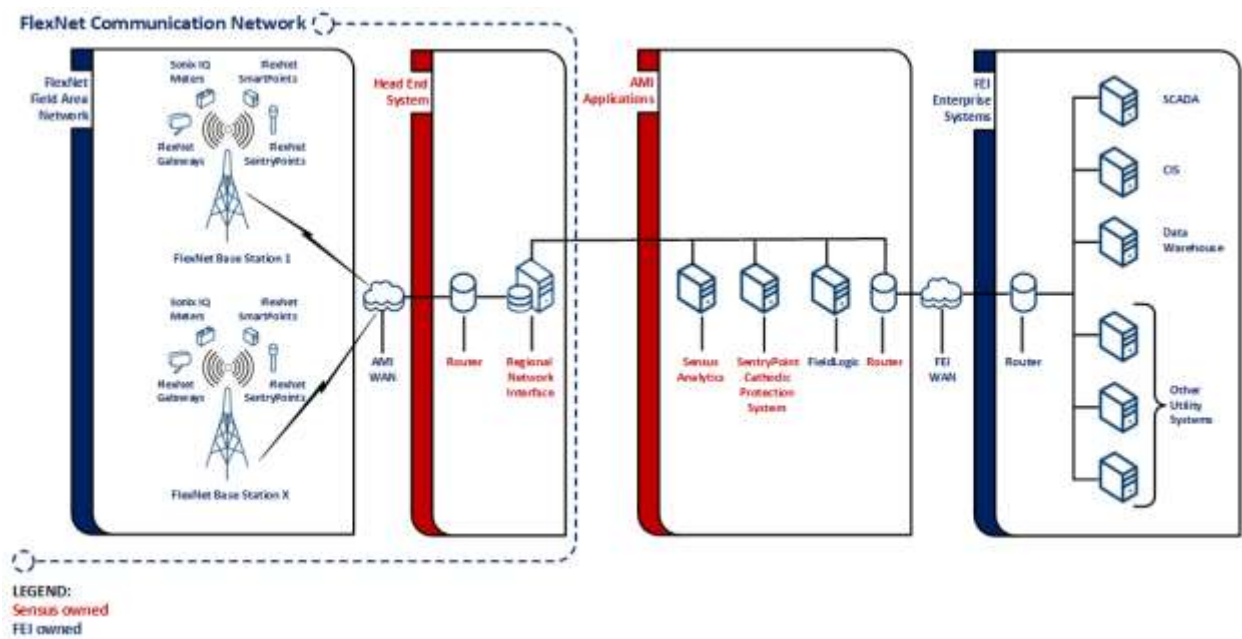 FlexNet Communication Network
FlexNet
Field Area
Network
Sonix IQ
Meters
FlexNet
SmartPoints
FlexNet
Gateways
FlexNet
SentryPoints
FlexNet Base Station 1
Sonix IQ
Meters
FlexNet
SmartPoints
FlexNet
Gateways
FlexNet
SentryPoints
FlexNet Base Station X
AMI
WAN
Head End
System
Router
Regional
Network
Interface
AMI
Applications
Sensus
Analytics
SentryPoint
Cathodic
Protection
System
FieldLogic
Router
FEI
WAN
FEI
Enterprise
Systems
Router
SCADA
CIS
Data
Warehouse
Other
Utility
Systems
LEGEND:
Sensus owned
FEI owned